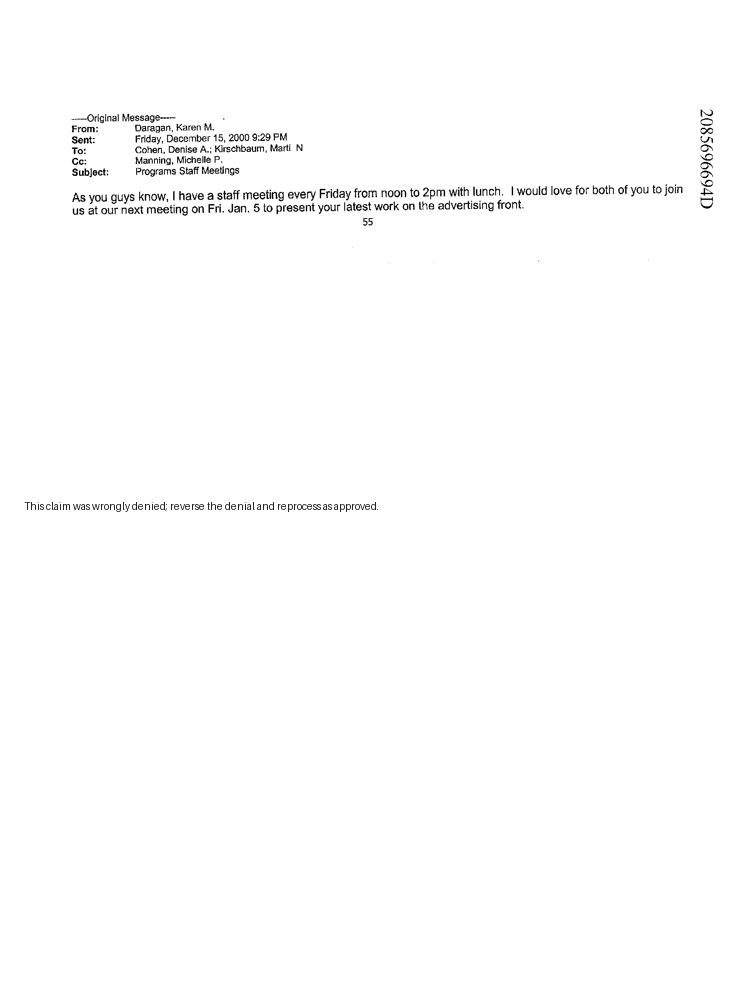 -----Original Message-----
From: Daragan, Karen M.
Sent: Friday, December 15, 2000 9:29 PM
To: Cohen, Denise A.; Kirschbaum, Marti N
Cc: Manning, Michelle P.
Subject: Programs Staff Meetings
As you guys know, I have a staff meeting every Friday from noon to 2pm with lunch. I would love for both of you to join
us at our next meeting on Fri. Jan. 5 to present your latest work on the advertising front.
55
2085696694D
This claim was wrongly denied; reverse the denial and reprocess as approved.